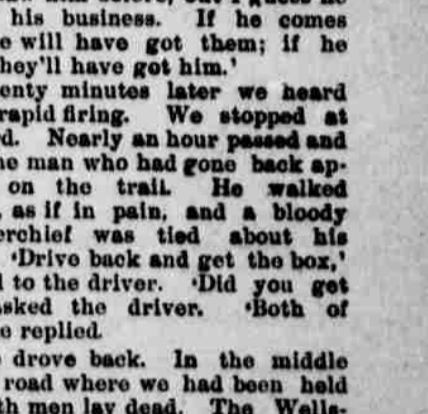 his business. If he comes
e will have got them; if he
hey'll have got him.'
enty minutes later we heard
rapid firing. We stopped at
d. Nearly an hour passed and
he man who had gone back ap-
on the trail. He walked
, as if in pain, and a bloody
erchief was tied about his
'Drive back and get the box,'
l to the driver. 'Did you get
asked the driver. 'Both of
e replied.
drove back. In the middle
road where we had been held
th men lay dead. The Wells-